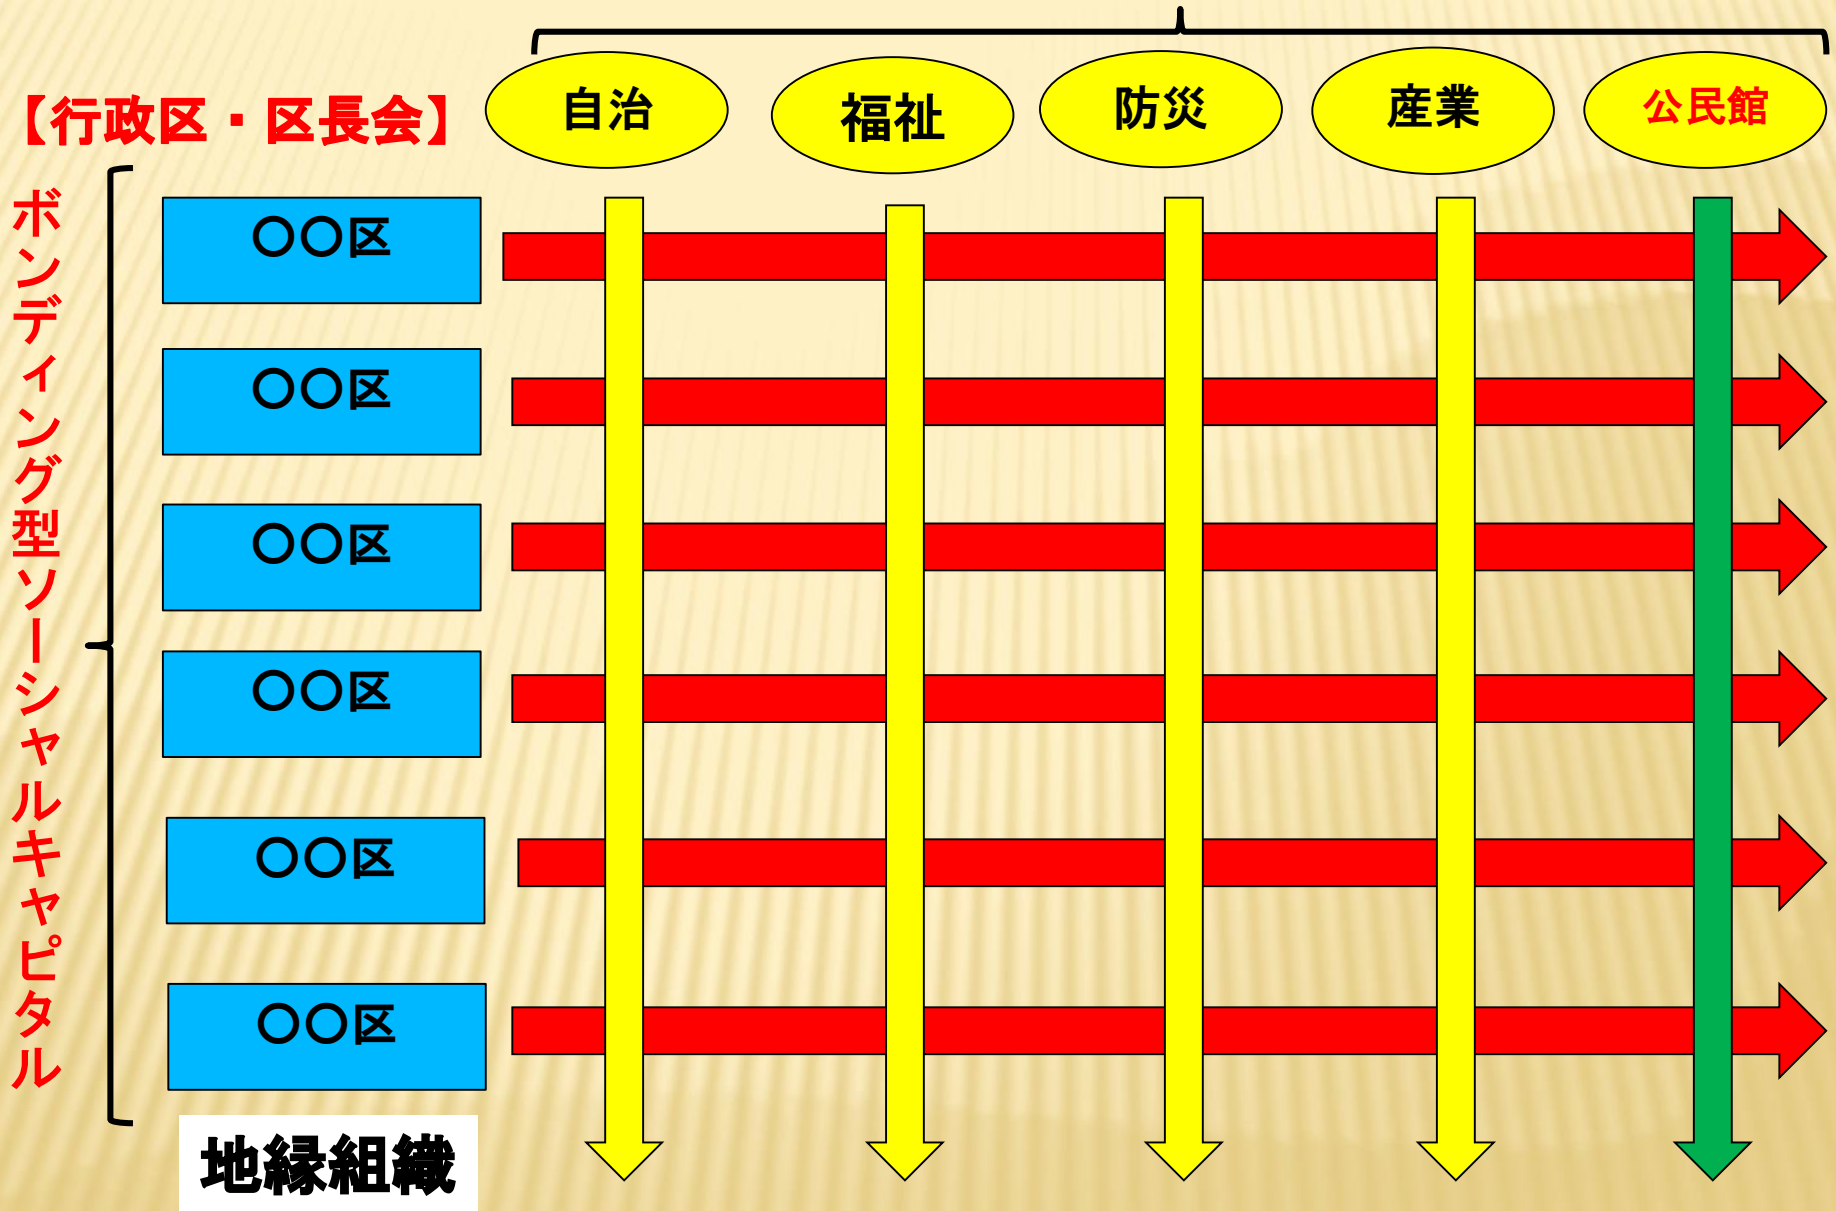 【行政区・区長会】
自治
福祉
防災
産業
公民館
ボンディング型ソーシャルキャピタル
〇〇区
〇〇区
〇〇区
〇〇区
〇〇区
〇〇区
地縁組織